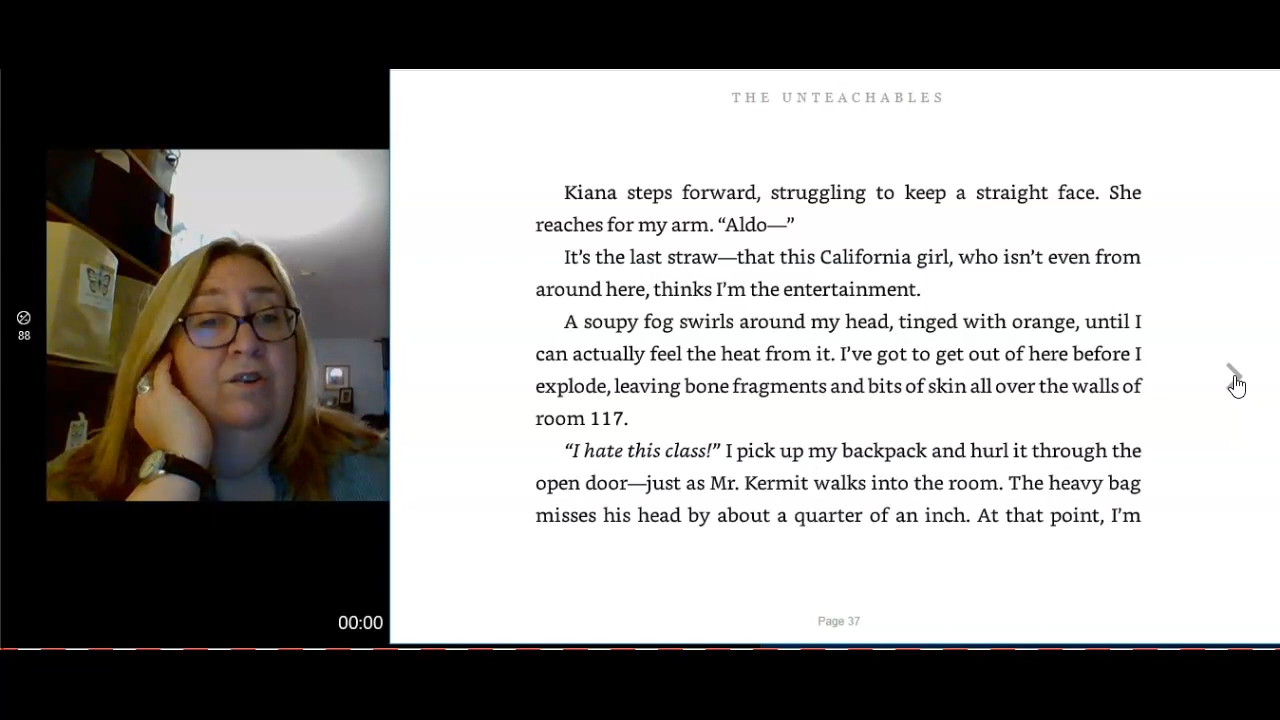 THE UNTEACHABLES
Kiana steps forward, struggling to keep a straight face. She
reaches for my arm. “Aldo—”
It’s the last straw—that this California girl, who isn’t even from
around here, thinks I’m the entertainment.
A soupy fog swirls around my head, tinged with orange, until I
can actually feel the heat from it. I’ve got to get out of here before I
explode, leaving bone fragments and bits of skin all over the walls of
room 117.
“I hate this class!” I pick up my backpack and hurl it through the
open door—just as Mr. Kermit walks into the room. The heavy bag
misses his head by about a quarter of an inch. At that point, I’m
Page 37
88
00:00